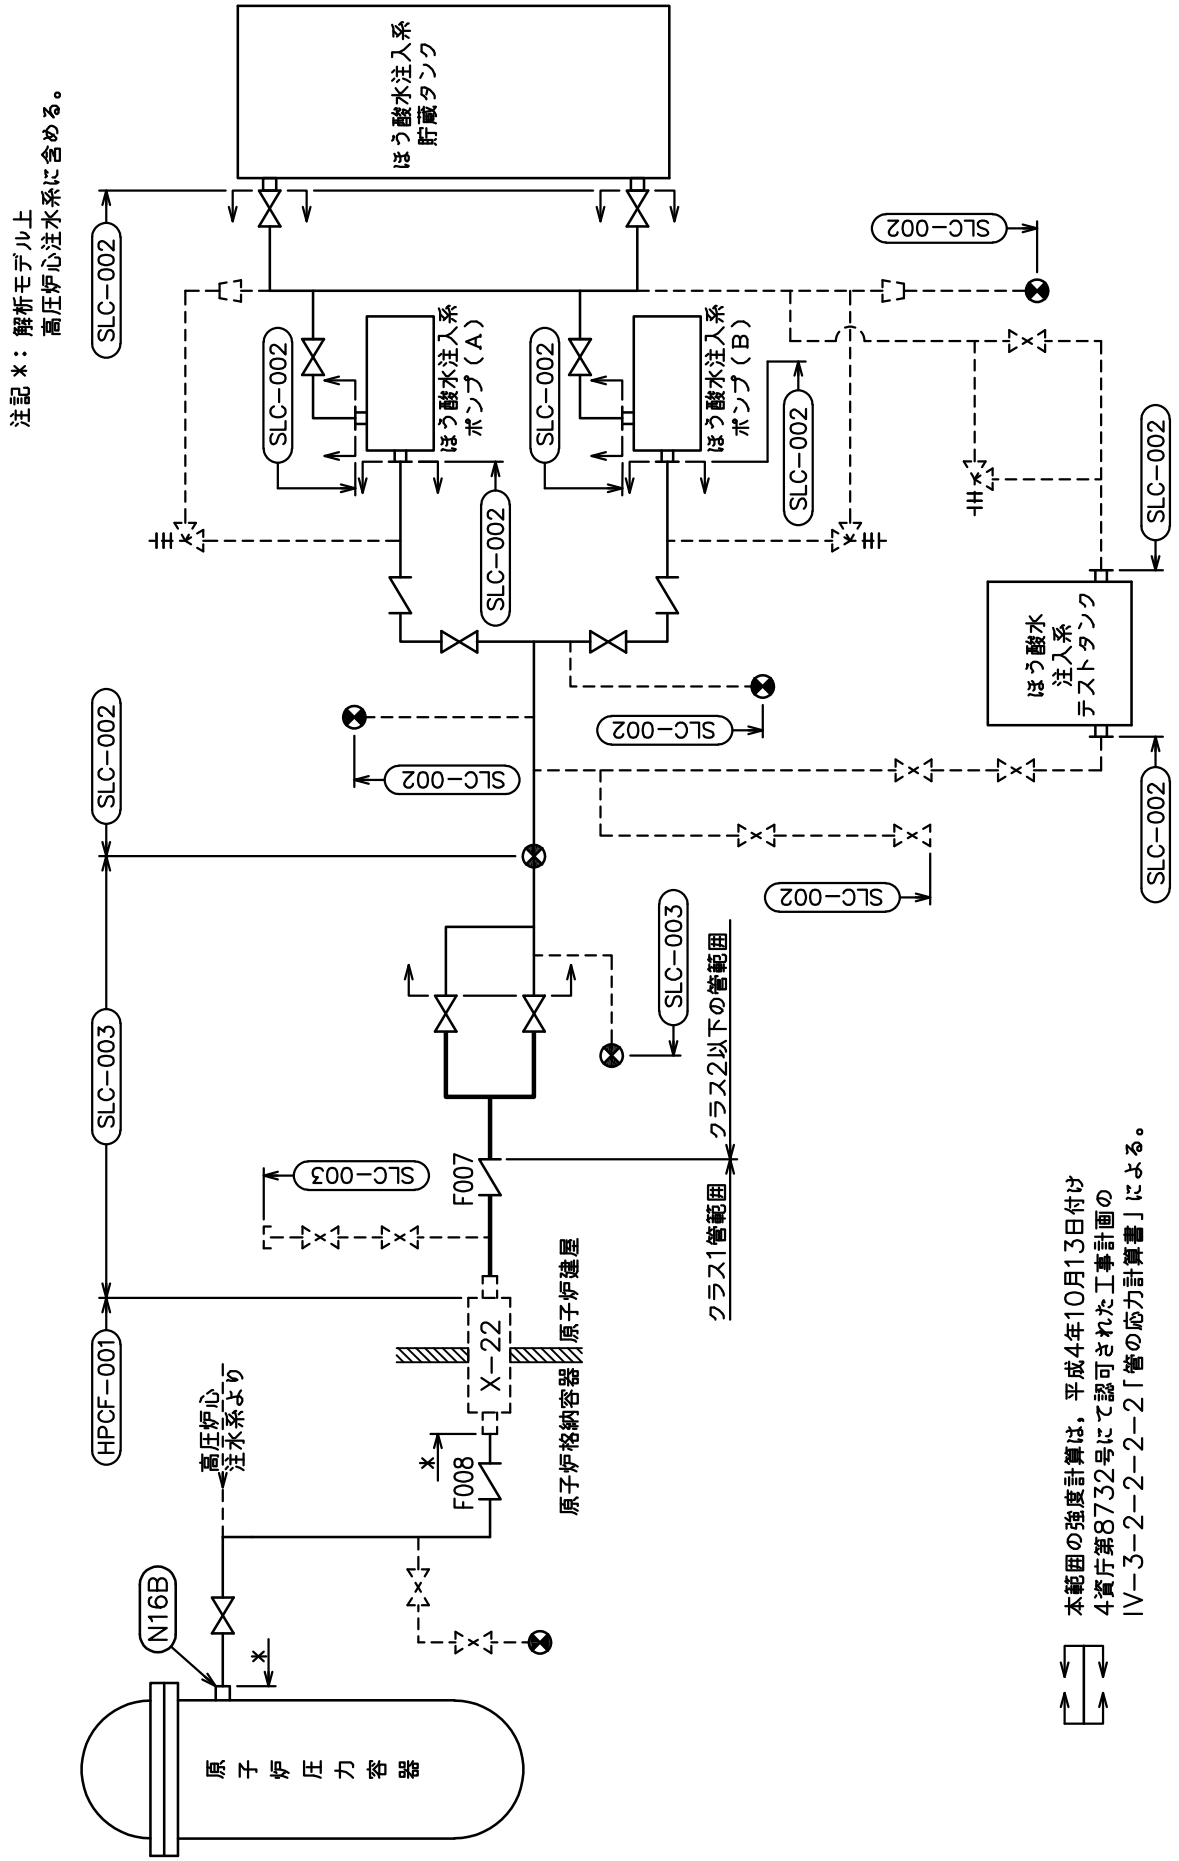 注記＊：解析モデル上
高圧炉心注水系に含める。
SLC-002
ほう酸水注入系
貯蔵タンク
SLC-002
ほう酸水注入系
ポンプ(A)
SLC-002
SLC-002
ほう酸水注入系
ポンプ(B)
SLC-002
SLC-002
SLC-002
ほう酸水
注入系
テストタンク
SLC-002
SLC-002
SLC-002
SLC-002
SLC-002
SLC-003
SLC-003
クラス2以下の管範囲
クラス1管範囲
F007
SLC-003
HPCF-001
X-22
原子炉建屋
原子炉格納容器
高圧炉心
注水系より
＊
F008
N16B
＊
原子炉圧力容器
本範囲の強度計算は，平成4年10月13日付け
4資庁第8732号にて認可された工事計画の
Ⅳ-3-2-2-2-2「管の応力計算書」による。